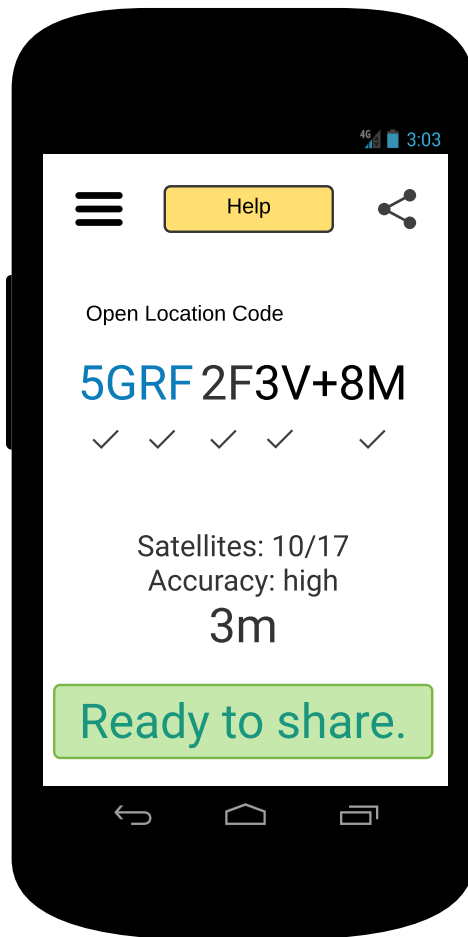 4G 3:03
Help
Open Location Code
5GRF 2F3V+8M
Satellites: 10/17
Accuracy: high
3m
Ready to share.